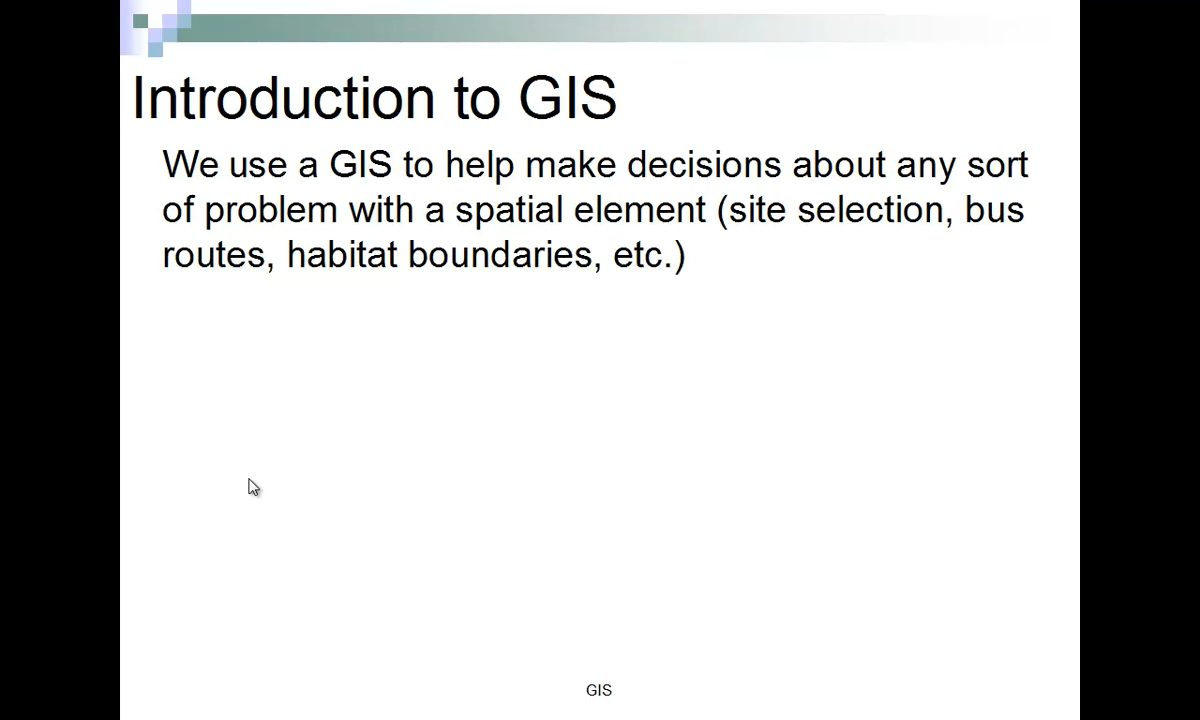 Introduction to GIS
We use a GIS to help make decisions about any sort
of problem with a spatial element (site selection, bus
routes, habitat boundaries, etc.)
GIS